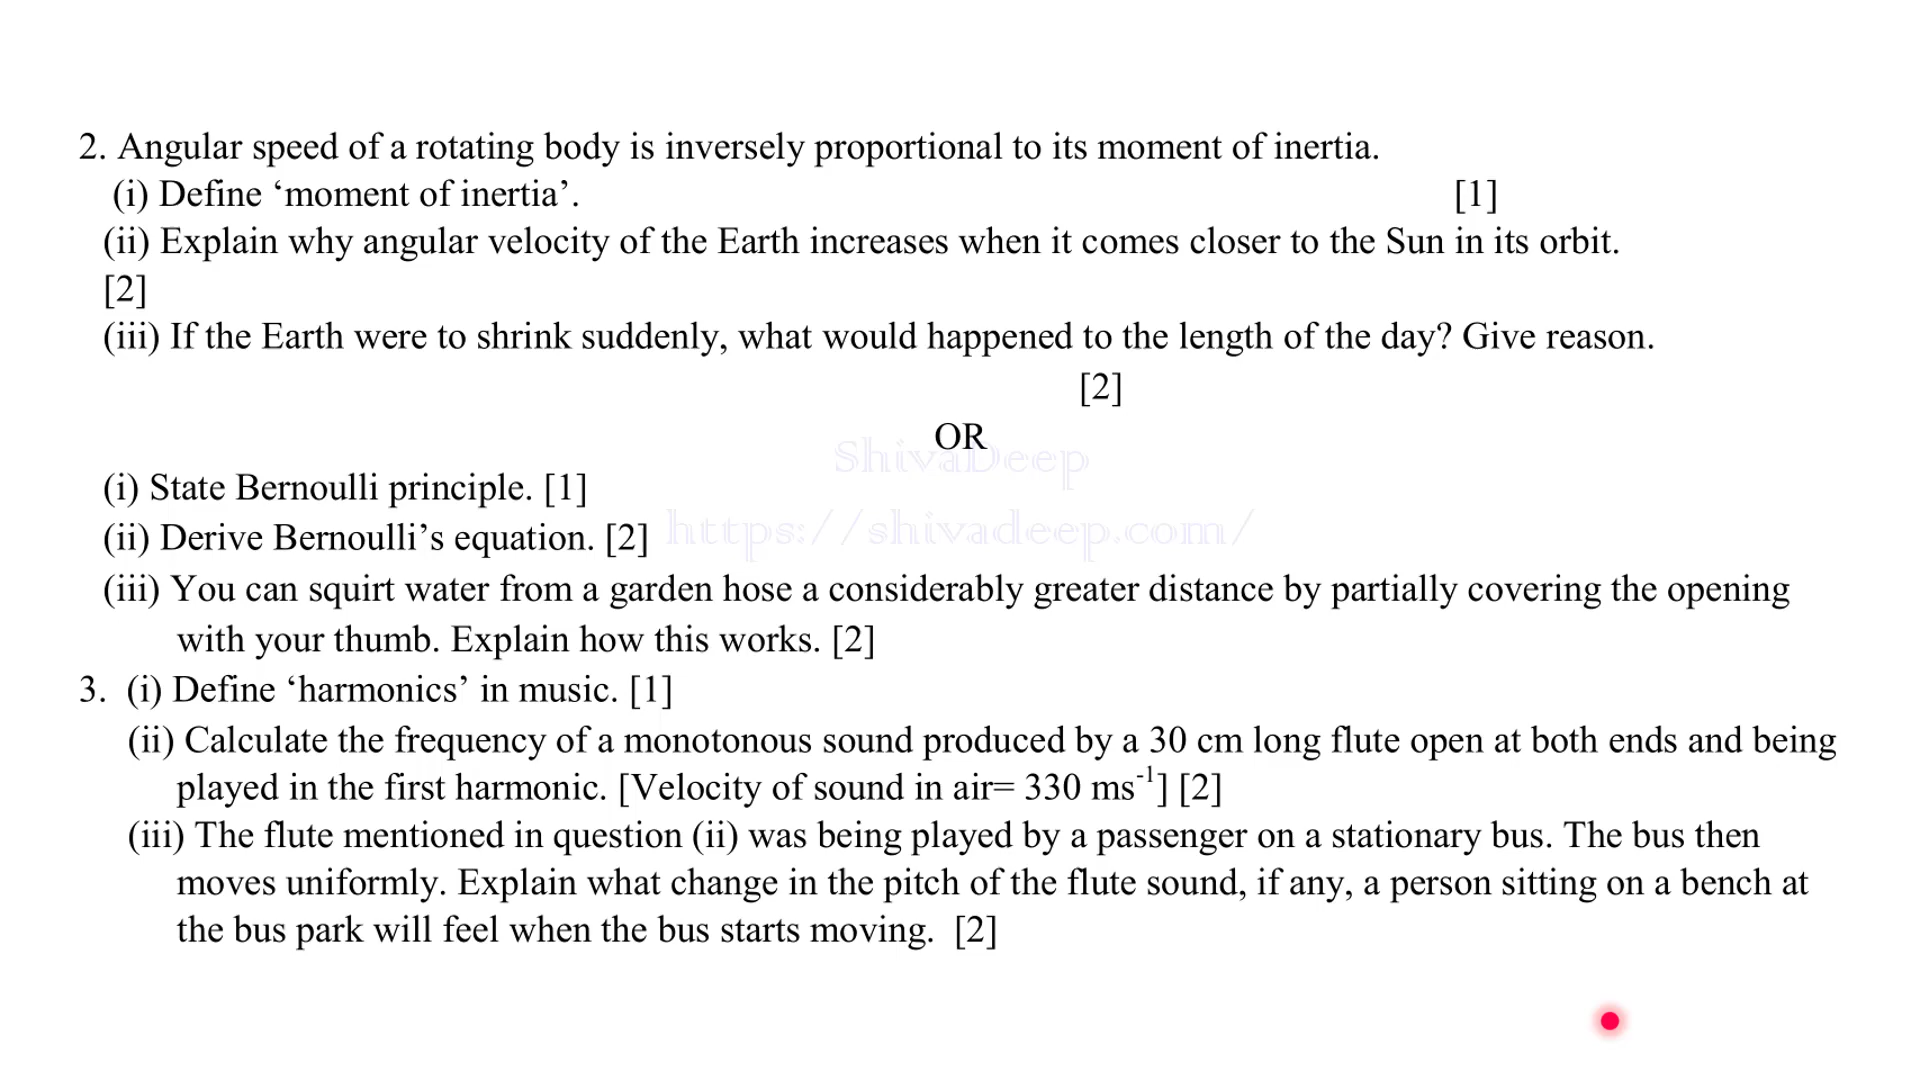 2. Angular speed of a rotating body is inversely proportional to its moment of inertia.
(i) Define ‘moment of inertia’. [1]
(ii) Explain why angular velocity of the Earth increases when it comes closer to the Sun in its orbit.
[2]
(iii) If the Earth were to shrink suddenly, what would happened to the length of the day? Give reason.
[2]
OR
ShivaDeep
(i) State Bernoulli principle. [1]
(ii) Derive Bernoulli’s equation. [2]
https://shivadeep.com/
(iii) You can squirt water from a garden hose a considerably greater distance by partially covering the opening
with your thumb. Explain how this works. [2]
3. (i) Define ‘harmonics’ in music. [1]
(ii) Calculate the frequency of a monotonous sound produced by a 30 cm long flute open at both ends and being
played in the first harmonic. [Velocity of sound in air= 330 ms⁻¹] [2]
(iii) The flute mentioned in question (ii) was being played by a passenger on a stationary bus. The bus then
moves uniformly. Explain what change in the pitch of the flute sound, if any, a person sitting on a bench at
the bus park will feel when the bus starts moving. [2]